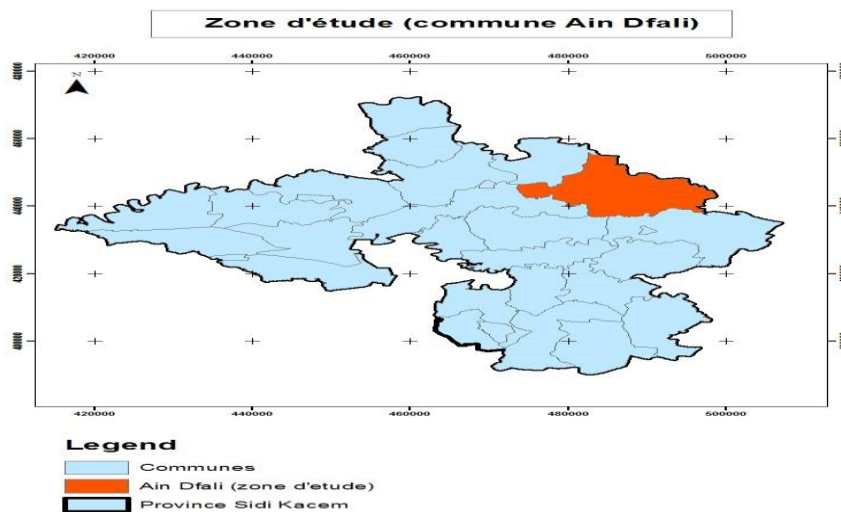 Zone d'étude (commune Ain Dfali)
420000 440000 460000 480000 500000
N
420000 440000 460000 480000 500000
Legend
Communes
Ain Dfali (zone d'etude)
Province Sidi Kacem